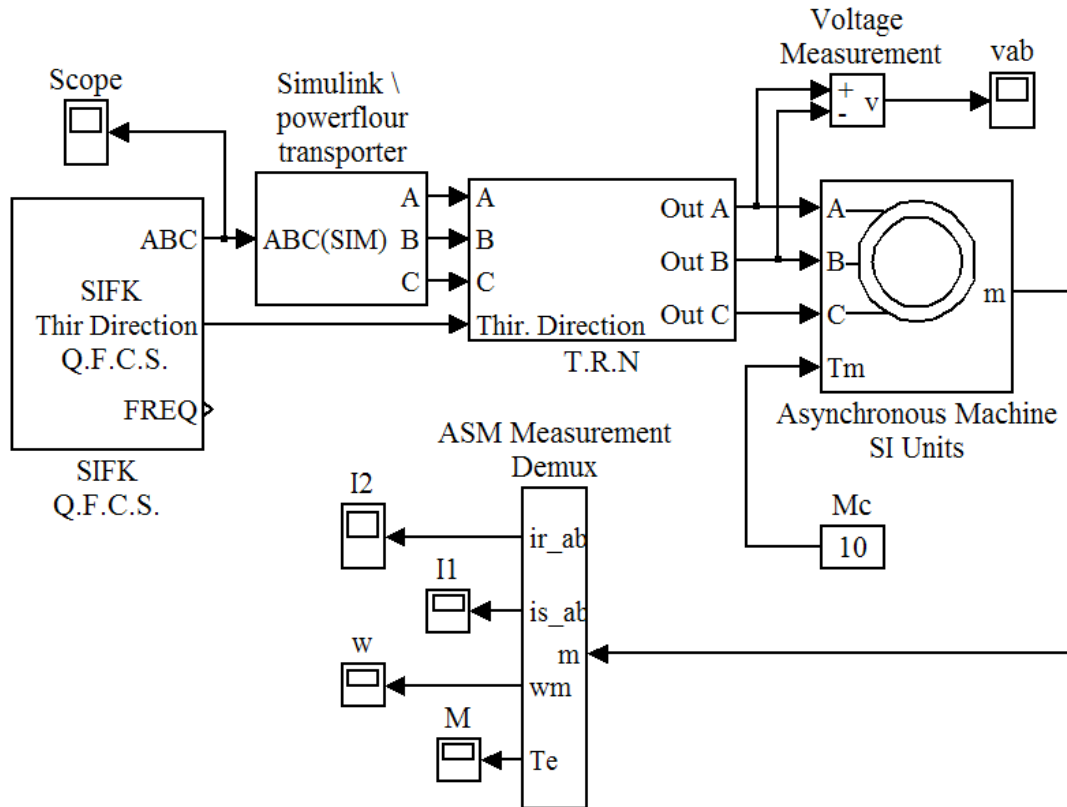 Scope
Simulink \
powerflour
transporter
Voltage
Measurement
vab
+
-
v
ABC
SIFK
Thir Direction
Q.F.C.S.
FREQ
SIFK
Q.F.C.S.
ABC(SIM)
A
B
C
A
B
C
Thir. Direction
Out A
Out B
Out C
T.R.N
A
B
C
Tm
m
Asynchronous Machine
SI Units
Mc
10
ASM Measurement
Demux
ir_ab
is_ab
m
wm
Te
I2
I1
w
M